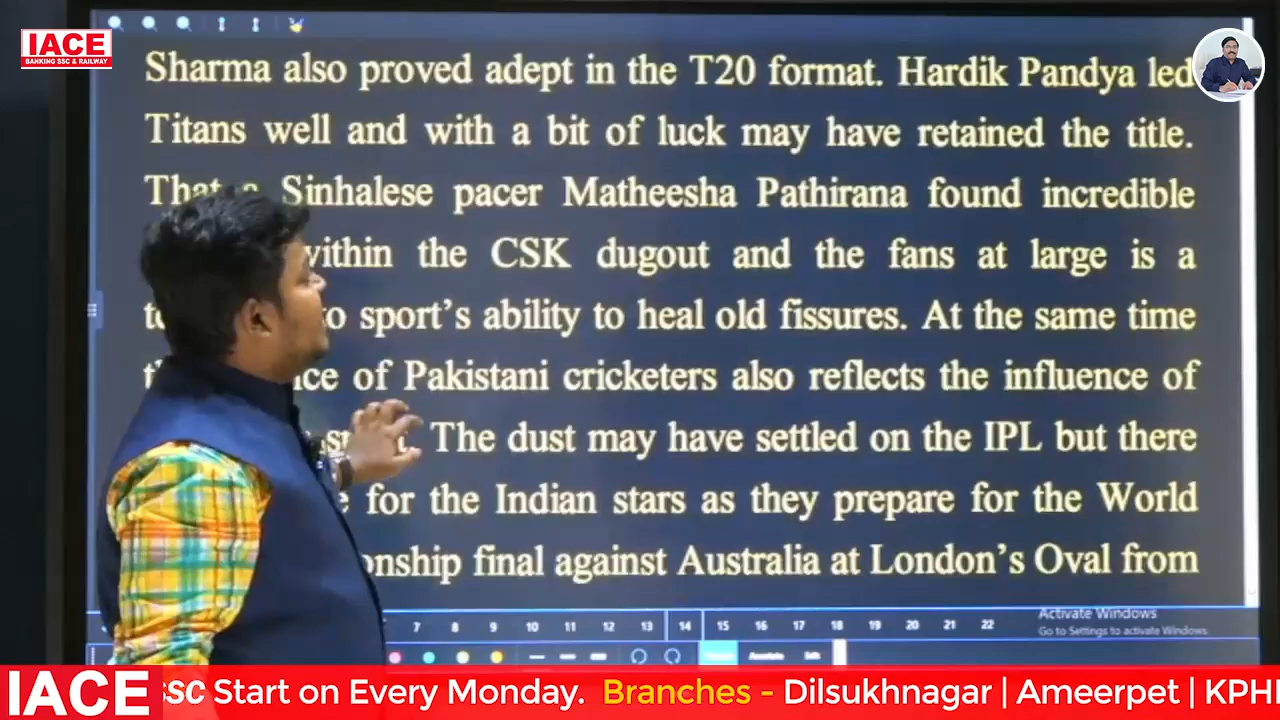 IACE
BANKING SSC & RAILWAY
Sharma also proved adept in the T20 format. Hardik Pandya led
Titans well and with a bit of luck may have retained the title.
That a Sinhalese pacer Matheesha Pathirana found incredible
within the CSK dugout and the fans at large is a
to sport's ability to heal old fissures. At the same time
of Pakistani cricketers also reflects the influence of
The dust may have settled on the IPL but there
for the Indian stars as they prepare for the World
final against Australia at London's Oval from
7 8 9 10 11 12 13 14 15 16 17 18 19 20 21 22
Activate Windows
Go to Settings to activate Windows.
IACE SSC Start on Every Monday. Branches - Dilsukhnagar | Ameerpet | KPH